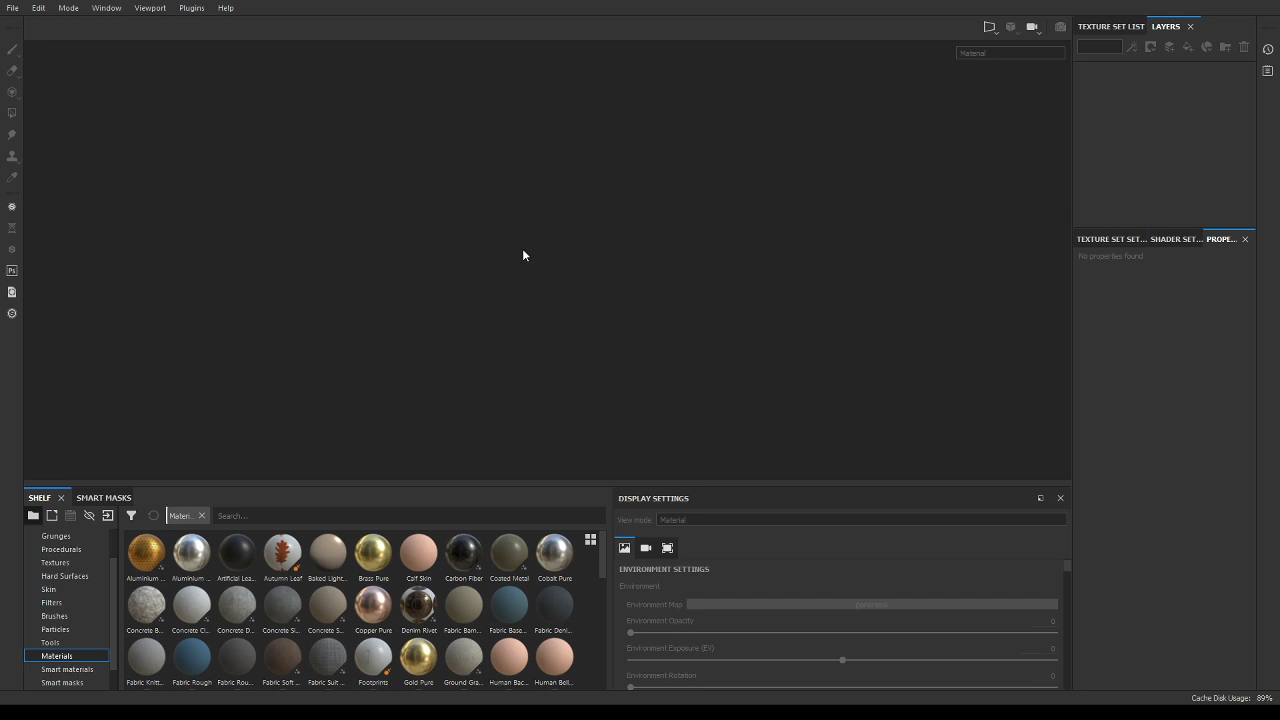 File Edit Mode Window Viewport Plugins Help
TEXTURE SET LIST LAYERS
Material
TEXTURE SET SET... SHADER SET... PROPE...
No properties found
Ps
SHELF SMART MASKS
Materi...
Search...
Grunges
Procedurals
Textures
Hard Surfaces
Skin
Filters
Brushes
Particles
Tools
Materials
Smart materials
Smart masks
Aluminium ... Aluminium ... Artificial Lea... Autumn Leaf Baked Light... Brass Pure Calf Skin Carbon Fiber Coated Metal Cobalt Pure
Concrete B... Concrete Cl... Concrete D... Concrete Si... Concrete S... Copper Pure Denim Rivet Fabric Bam... Fabric Base... Fabric Deni...
Fabric Knitt... Fabric Rough Fabric Rou... Fabric Soft ... Fabric Suit ... Footprints Gold Pure Ground Gra... Human Bac... Human Bell...
DISPLAY SETTINGS
View mode Material
ENVIRONMENT SETTINGS
Environment
Environment Map panorama
Environment Opacity 0
Environment Exposure (EV) 0
Environment Rotation 0
Cache Disk Usage: 89%